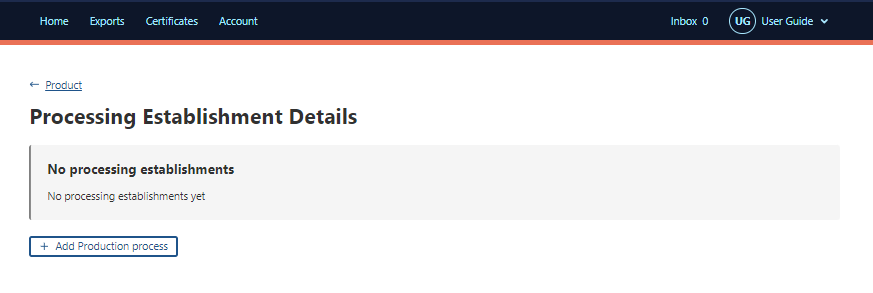 Home Exports Certificates Account Inbox 0 UG User Guide
← Product
Processing Establishment Details
No processing establishments
No processing establishments yet
+ Add Production process